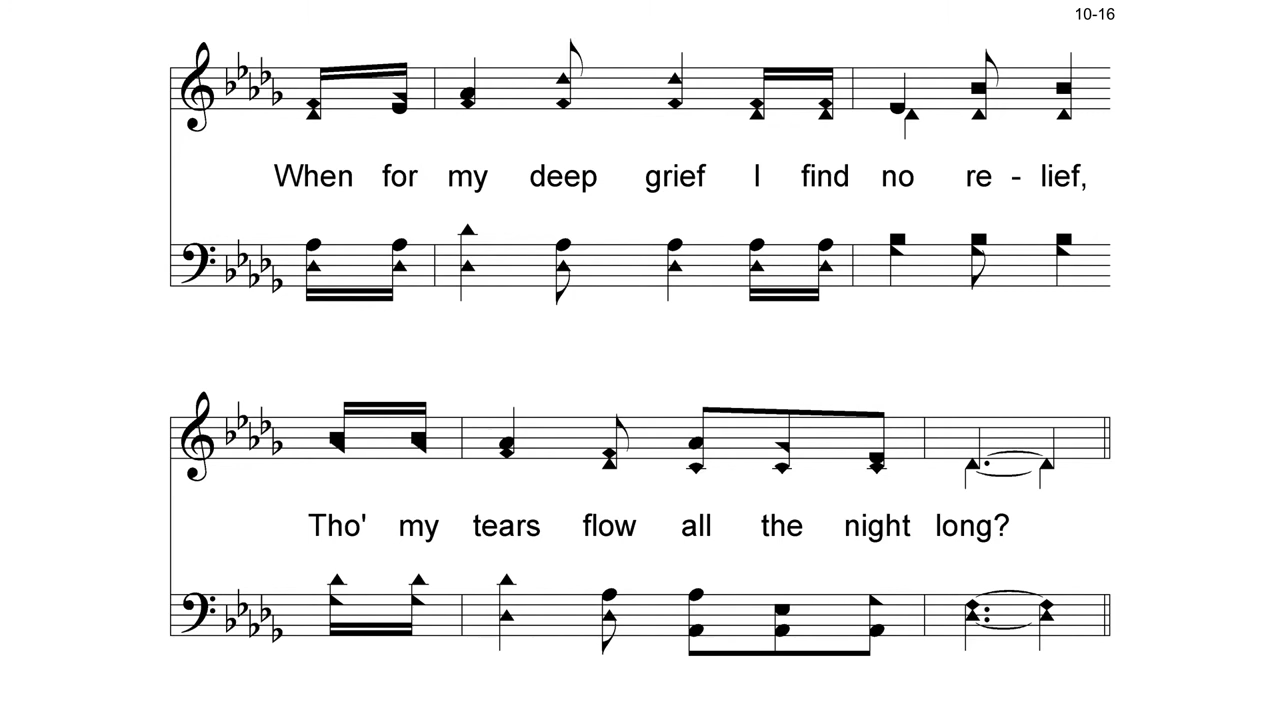 10-16
When for my deep grief I find no re - lief,
Tho' my tears flow all the night long?